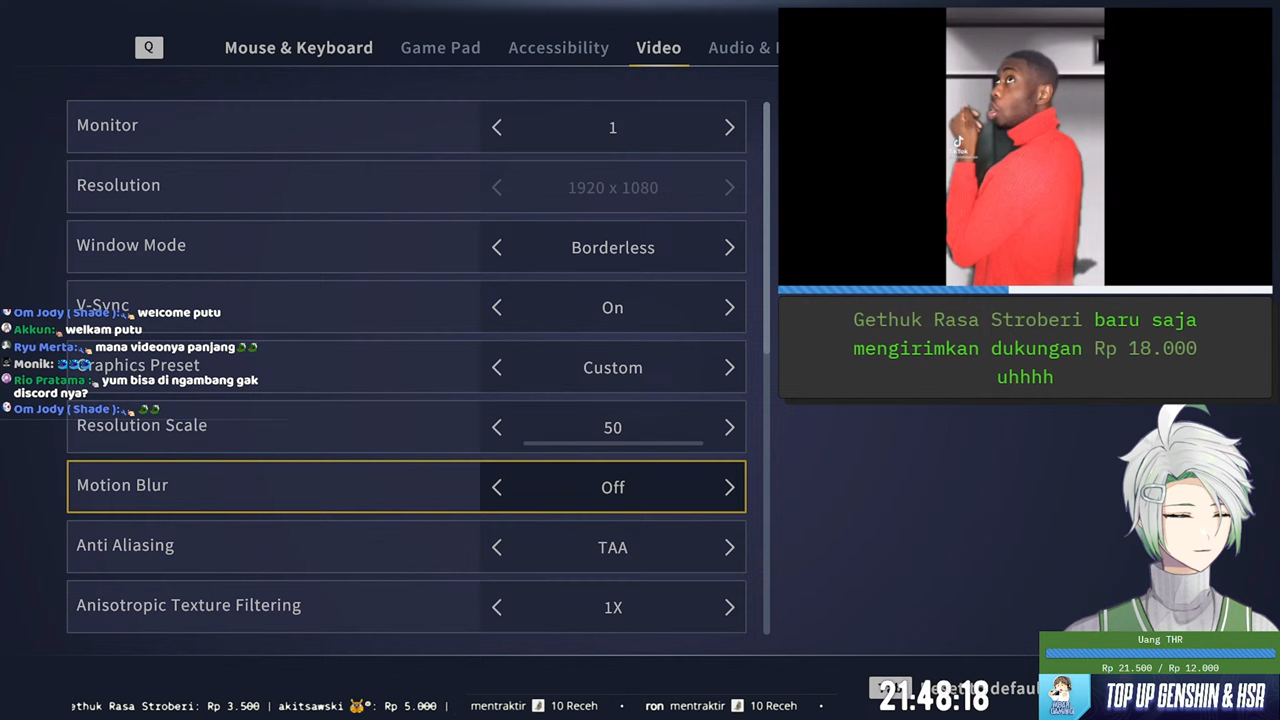 Q
Mouse & Keyboard
Game Pad
Accessibility
Video
Audio &
Monitor
1
Resolution
1920 x 1080
Window Mode
Borderless
V-Sync
On
Om Jody ( Shade ): welcome putu
Akkun: welkam putu
Ryu Merta: mana videonya panjang
Monik:
Graphics Preset
Custom
Rio Pratama : yum bisa di ngambang gak
discord nya?
Om Jody ( Shade ):
Resolution Scale
50
Motion Blur
Off
Anti Aliasing
TAA
Anisotropic Texture Filtering
1X
Gethuk Rasa Stroberi baru saja
mengirimkan dukungan Rp 18.000
uhhhh
Uang THR
Rp 21.500 / Rp 12.000
21:48:18
TOP UP GENSHIN & HSR
ethuk Rasa Stroberi: Rp 3.500 | akitsawski : Rp 5.000 |
mentraktir 10 Receh • ron mentraktir 10 Receh •